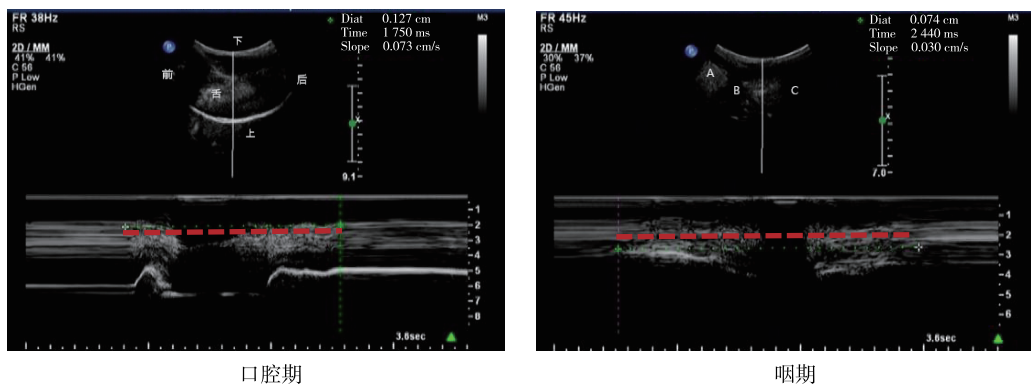 FR 38Hz
RS
2D / MM
41% 41%
C 56
P Low
HGen
Diat 0.127 cm
Time 1 750 ms
Slope 0.073 cm/s
M3
下
前
后
舌
上
X
9.1
1
2
3
4
5
6
7
8
3.6sec
口腔期
FR 45Hz
RS
2D / MM
30% 37%
C 56
P Low
HGen
Diat 0.074 cm
Time 2 440 ms
Slope 0.030 cm/s
M3
A
B
C
X
7.0
1
2
3
4
5
6
3.6sec
咽期